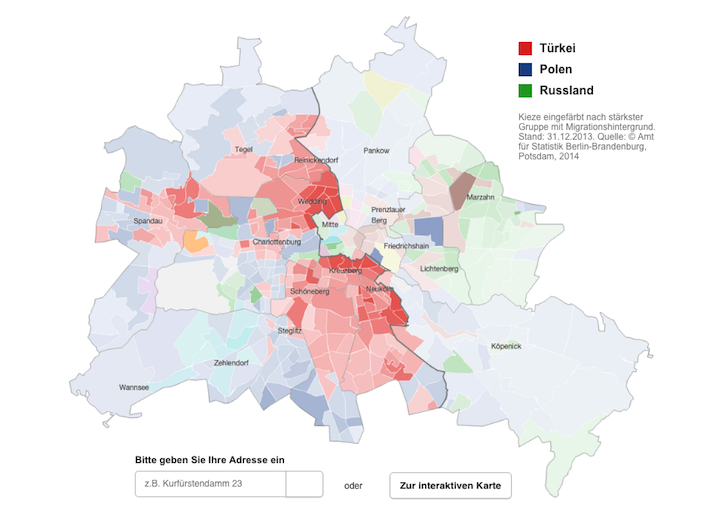 Türkei
Polen
Russland
Kieze eingefärbt nach stärkster
Gruppe mit Migrationshintergrund.
Stand: 31.12.2013. Quelle: © Amt
für Statistik Berlin-Brandenburg,
Potsdam, 2014
Tegel
Pankow
Reinickendorf
Marzahn
Wedding
Prenzlauer
Berg
Spandau
Mitte
Charlottenburg
Friedrichshain
Kreuzberg
Lichtenberg
Schöneberg
Neukölln
Steglitz
Köpenick
Zehlendorf
Wannsee
Bitte geben Sie Ihre Adresse ein
z.B. Kurfürstendamm 23
oder
Zur interaktiven Karte